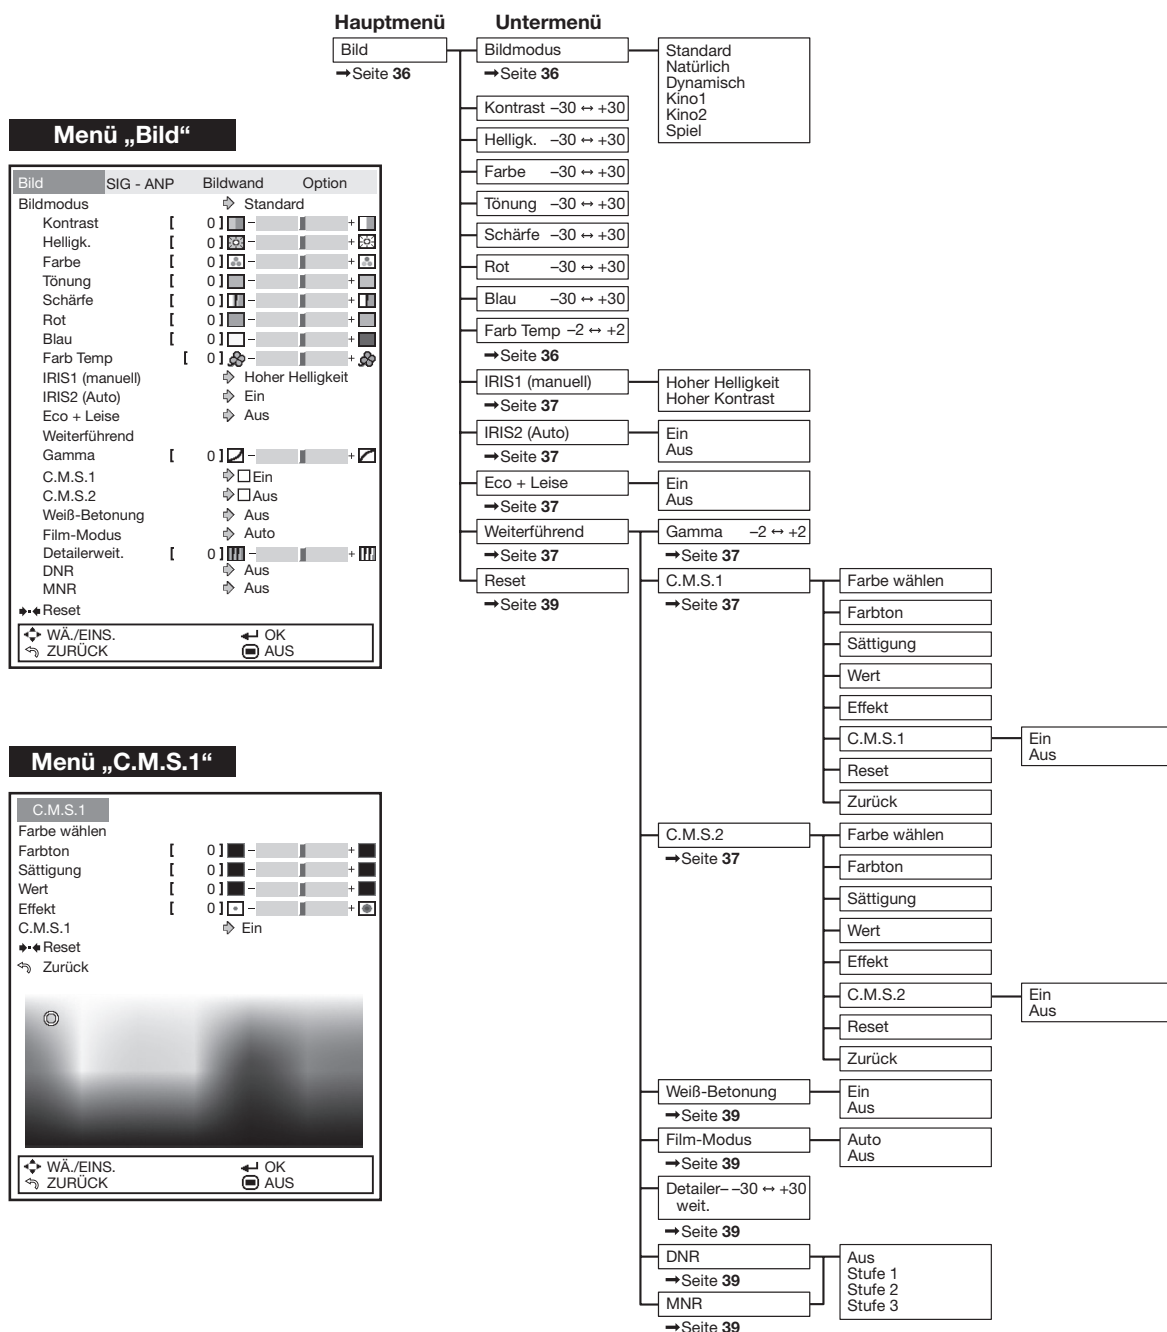 Hauptmenü Untermenü
Bild
➞Seite 36
Bildmodus
➞Seite 36
Standard
Natürlich
Dynamisch
Kino1
Kino2
Spiel
Kontrast –30 ↔ +30
Helligk. –30 ↔ +30
Farbe –30 ↔ +30
Tönung –30 ↔ +30
Schärfe –30 ↔ +30
Rot –30 ↔ +30
Blau –30 ↔ +30
Farb Temp –2 ↔ +2
➞Seite 36
IRIS1 (manuell)
➞Seite 37
Hoher Helligkeit
Hoher Kontrast
IRIS2 (Auto)
➞Seite 37
Ein
Aus
Eco + Leise
➞Seite 37
Ein
Aus
Weiterführend
➞Seite 37
Gamma –2 ↔ +2
➞Seite 37
Reset
➞Seite 39
C.M.S.1
➞Seite 37
Farbe wählen
Farbton
Sättigung
Wert
Effekt
C.M.S.1
Ein
Aus
Reset
Zurück
C.M.S.2
➞Seite 37
Farbe wählen
Farbton
Sättigung
Wert
Effekt
C.M.S.2
Ein
Aus
Reset
Zurück
Weiß-Betonung
➞Seite 39
Ein
Aus
Film-Modus
➞Seite 39
Auto
Aus
Detailer– –30 ↔ +30
weit.
➞Seite 39
DNR
➞Seite 39
MNR
➞Seite 39
Aus
Stufe 1
Stufe 2
Stufe 3
Menü „Bild“
Bild SIG - ANP Bildwand Option
Bildmodus Standard
Kontrast [ 0 ] – +
Helligk. [ 0 ] – +
Farbe [ 0 ] – +
Tönung [ 0 ] – +
Schärfe [ 0 ] – +
Rot [ 0 ] – +
Blau [ 0 ] – +
Farb Temp [ 0 ] – +
IRIS1 (manuell) Hoher Helligkeit
IRIS2 (Auto) Ein
Eco + Leise Aus
Weiterführend
Gamma [ 0 ] – +
C.M.S.1 Ein
C.M.S.2 Aus
Weiß-Betonung Aus
Film-Modus Auto
Detailerweit. [ 0 ] – +
DNR Aus
MNR Aus
Reset
WÄ./EINS. OK
ZURÜCK AUS
Menü „C.M.S.1“
C.M.S.1
Farbe wählen
Farbton [ 0 ] – +
Sättigung [ 0 ] – +
Wert [ 0 ] – +
Effekt [ 0 ] – +
C.M.S.1 Ein
Reset
Zurück
WÄ./EINS. OK
ZURÜCK AUS